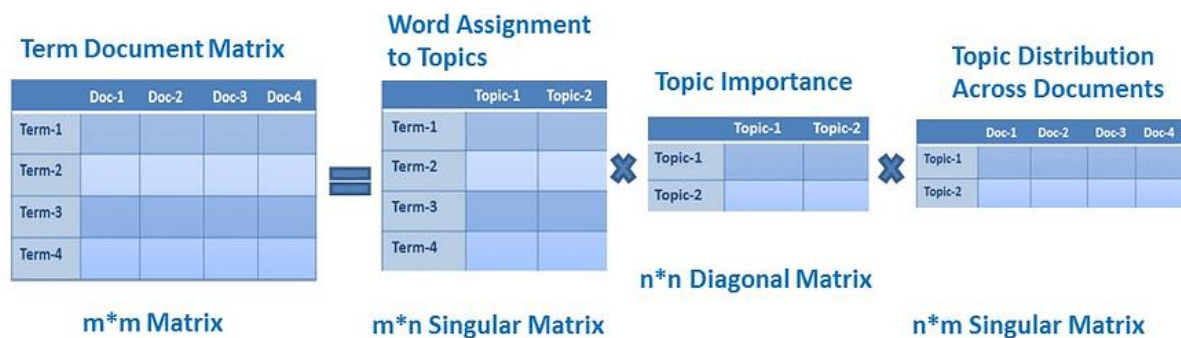 Term Document Matrix
Doc-1 Doc-2 Doc-3 Doc-4
Term-1
Term-2
Term-3
Term-4
m*m Matrix
Word Assignment
to Topics
Topic-1 Topic-2
Term-1
Term-2
Term-3
Term-4
m*n Singular Matrix
Topic Importance
Topic-1 Topic-2
Topic-1
Topic-2
n*n Diagonal Matrix
Topic Distribution
Across Documents
Doc-1 Doc-2 Doc-3 Doc-4
Topic-1
Topic-2
n*m Singular Matrix